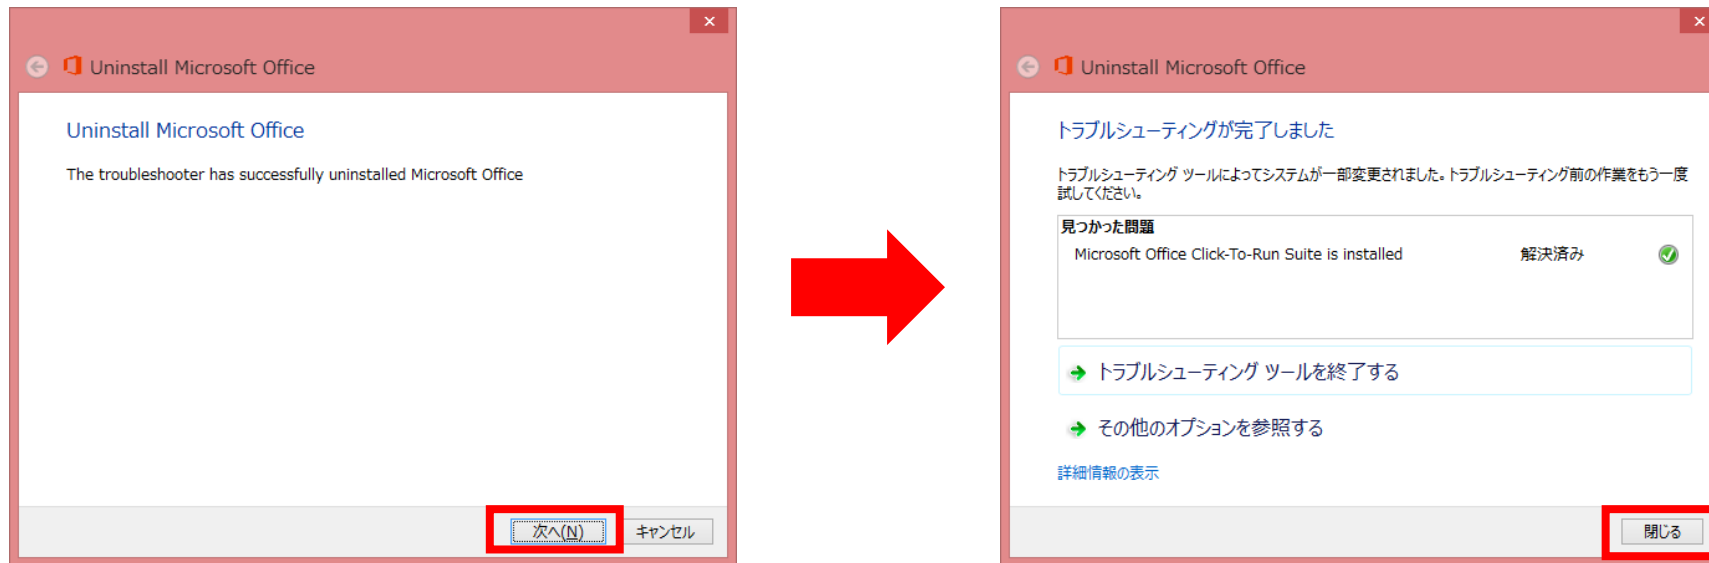 Uninstall Microsoft Office
Uninstall Microsoft Office
The troubleshooter has successfully uninstalled Microsoft Office
次へ(N)
キャンセル
Uninstall Microsoft Office
トラブルシューティングが完了しました
トラブルシューティング ツールによってシステムが一部変更されました。トラブルシューティング前の作業をもう一度
試してください。
見つかった問題
Microsoft Office Click-To-Run Suite is installed 解決済み
トラブルシューティング ツールを終了する
その他のオプションを参照する
詳細情報の表示
閉じる